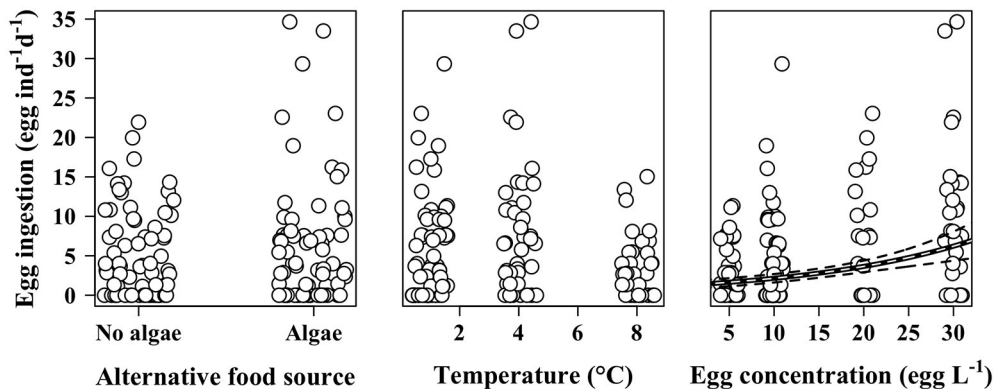 Egg ingestion (egg ind⁻¹d⁻¹)
35
30
25
20
15
10
5
0
No algae Algae
2 4 6 8
5 10 15 20 25 30
Alternative food source
Temperature (°C)
Egg concentration (egg L⁻¹)